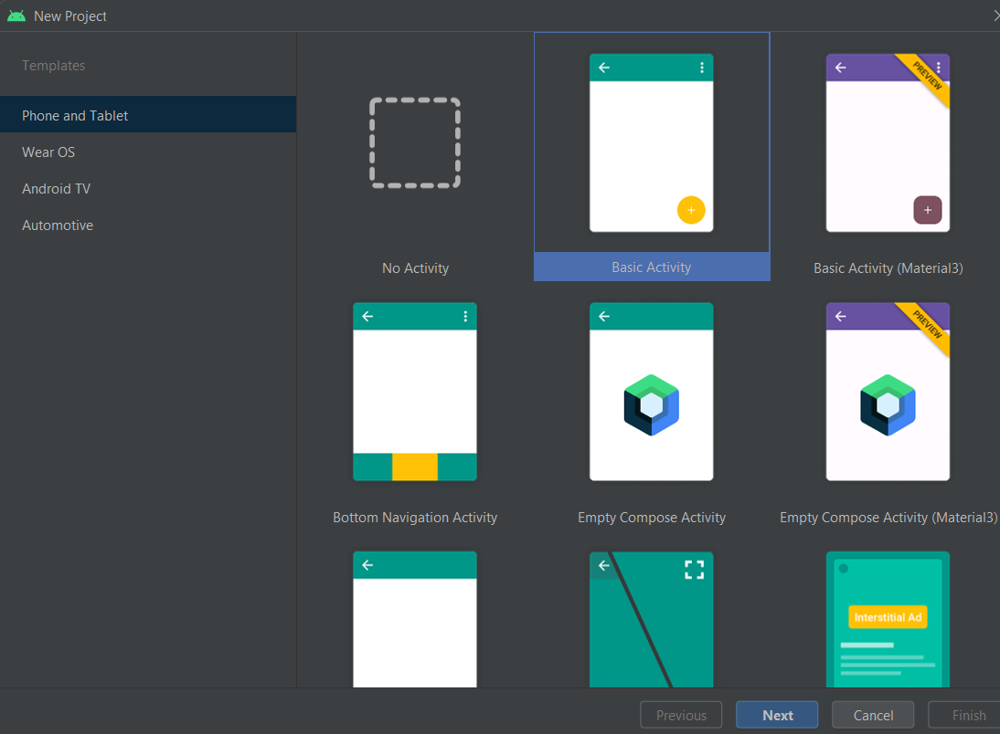 New Project
Templates
Phone and Tablet
Wear OS
Android TV
Automotive
PREVIEW
No Activity
Basic Activity
Basic Activity (Material3)
PREVIEW
Bottom Navigation Activity
Empty Compose Activity
Empty Compose Activity (Material3)
Interstitial Ad
Previous
Next
Cancel
Finish